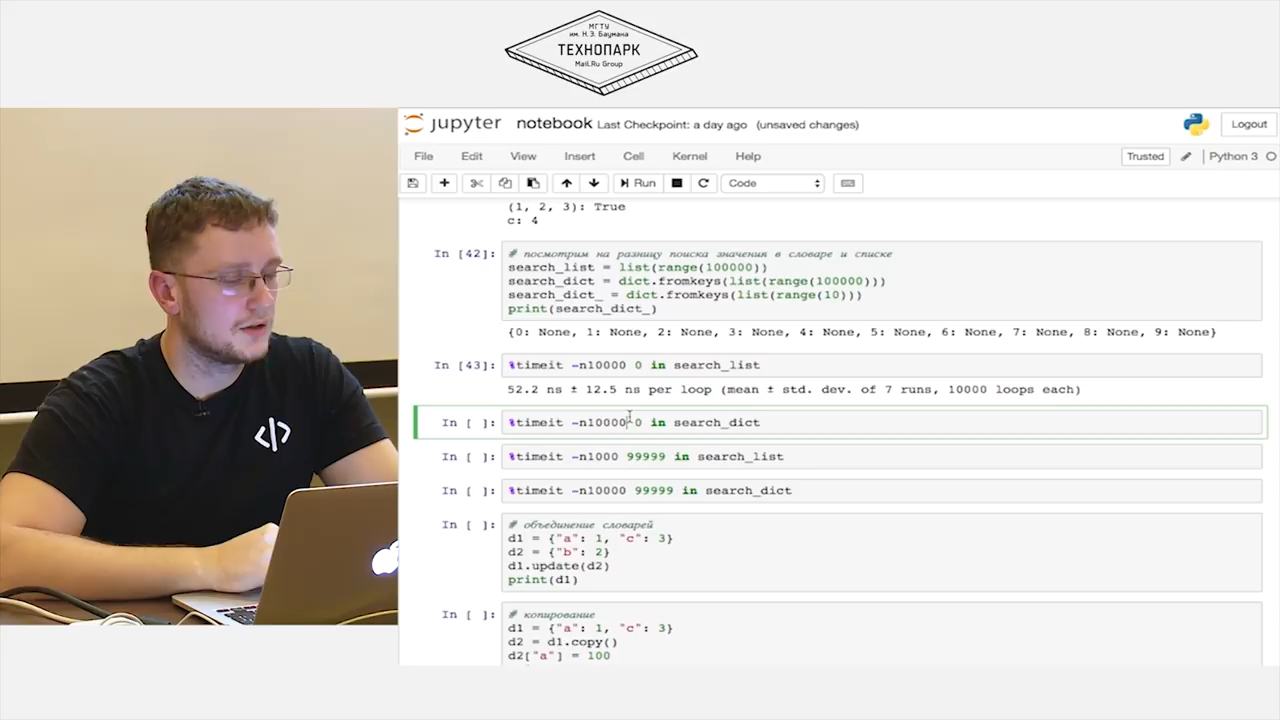 МГТУ
им. Н.Э. Баумана
ТЕХНОПАРК
Mail.Ru Group
jupyter notebook Last Checkpoint: a day ago (unsaved changes)
Logout
File Edit View Insert Cell Kernel Help
Trusted
Python 3
Run
Code
(1, 2, 3): True
c: 4
In [42]: # посмотрим на разницу поиска значения в словаре и списке
search_list = list(range(100000))
search_dict = dict.fromkeys(list(range(100000)))
search_dict_ = dict.fromkeys(list(range(10)))
print(search_dict_)
{0: None, 1: None, 2: None, 3: None, 4: None, 5: None, 6: None, 7: None, 8: None, 9: None}
In [43]: %timeit -n10000 0 in search_list
52.2 ns ± 12.5 ns per loop (mean ± std. dev. of 7 runs, 10000 loops each)
In [ ]: %timeit -n10000 0 in search_dict
In [ ]: %timeit -n1000 99999 in search_list
In [ ]: %timeit -n10000 99999 in search_dict
In [ ]: # объединение словарей
d1 = {"a": 1, "c": 3}
d2 = {"b": 2}
d1.update(d2)
print(d1)
In [ ]: # копирование
d1 = {"a": 1, "c": 3}
d2 = d1.copy()
d2["a"] = 100